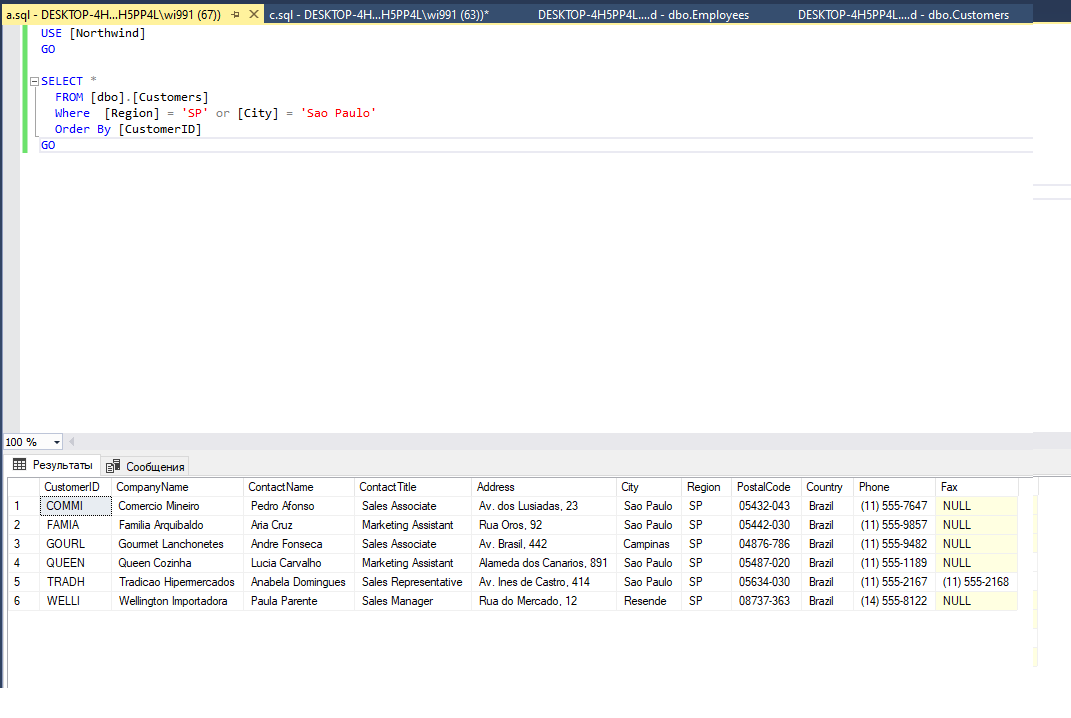 a.sql - DESKTOP-4H...H5PP4L\wi991 (67)) c.sql - DESKTOP-4H...H5PP4L\wi991 (63))* DESKTOP-4H5PP4L....d - dbo.Employees DESKTOP-4H5PP4L....d - dbo.Customers
USE [Northwind]
GO
SELECT *
FROM [dbo].[Customers]
Where [Region] = 'SP' or [City] = 'Sao Paulo'
Order By [CustomerID]
GO
100 %
Результаты Сообщения
CustomerID CompanyName ContactName ContactTitle Address City Region PostalCode Country Phone Fax
1 COMMI Comercio Mineiro Pedro Afonso Sales Associate Av. dos Lusiadas, 23 Sao Paulo SP 05432-043 Brazil (11) 555-7647 NULL
2 FAMIA Familia Arquibaldo Aria Cruz Marketing Assistant Rua Oros, 92 Sao Paulo SP 05442-030 Brazil (11) 555-9857 NULL
3 GOURL Gourmet Lanchonetes Andre Fonseca Sales Associate Av. Brasil, 442 Campinas SP 04876-786 Brazil (11) 555-9482 NULL
4 QUEEN Queen Cozinha Lucia Carvalho Marketing Assistant Alameda dos Canarios, 891 Sao Paulo SP 05487-020 Brazil (11) 555-1189 NULL
5 TRADH Tradicao Hipermercados Anabela Domingues Sales Representative Av. Ines de Castro, 414 Sao Paulo SP 05634-030 Brazil (11) 555-2167 (11) 555-2168
6 WELLI Wellington Importadora Paula Parente Sales Manager Rua do Mercado, 12 Resende SP 08737-363 Brazil (14) 555-8122 NULL